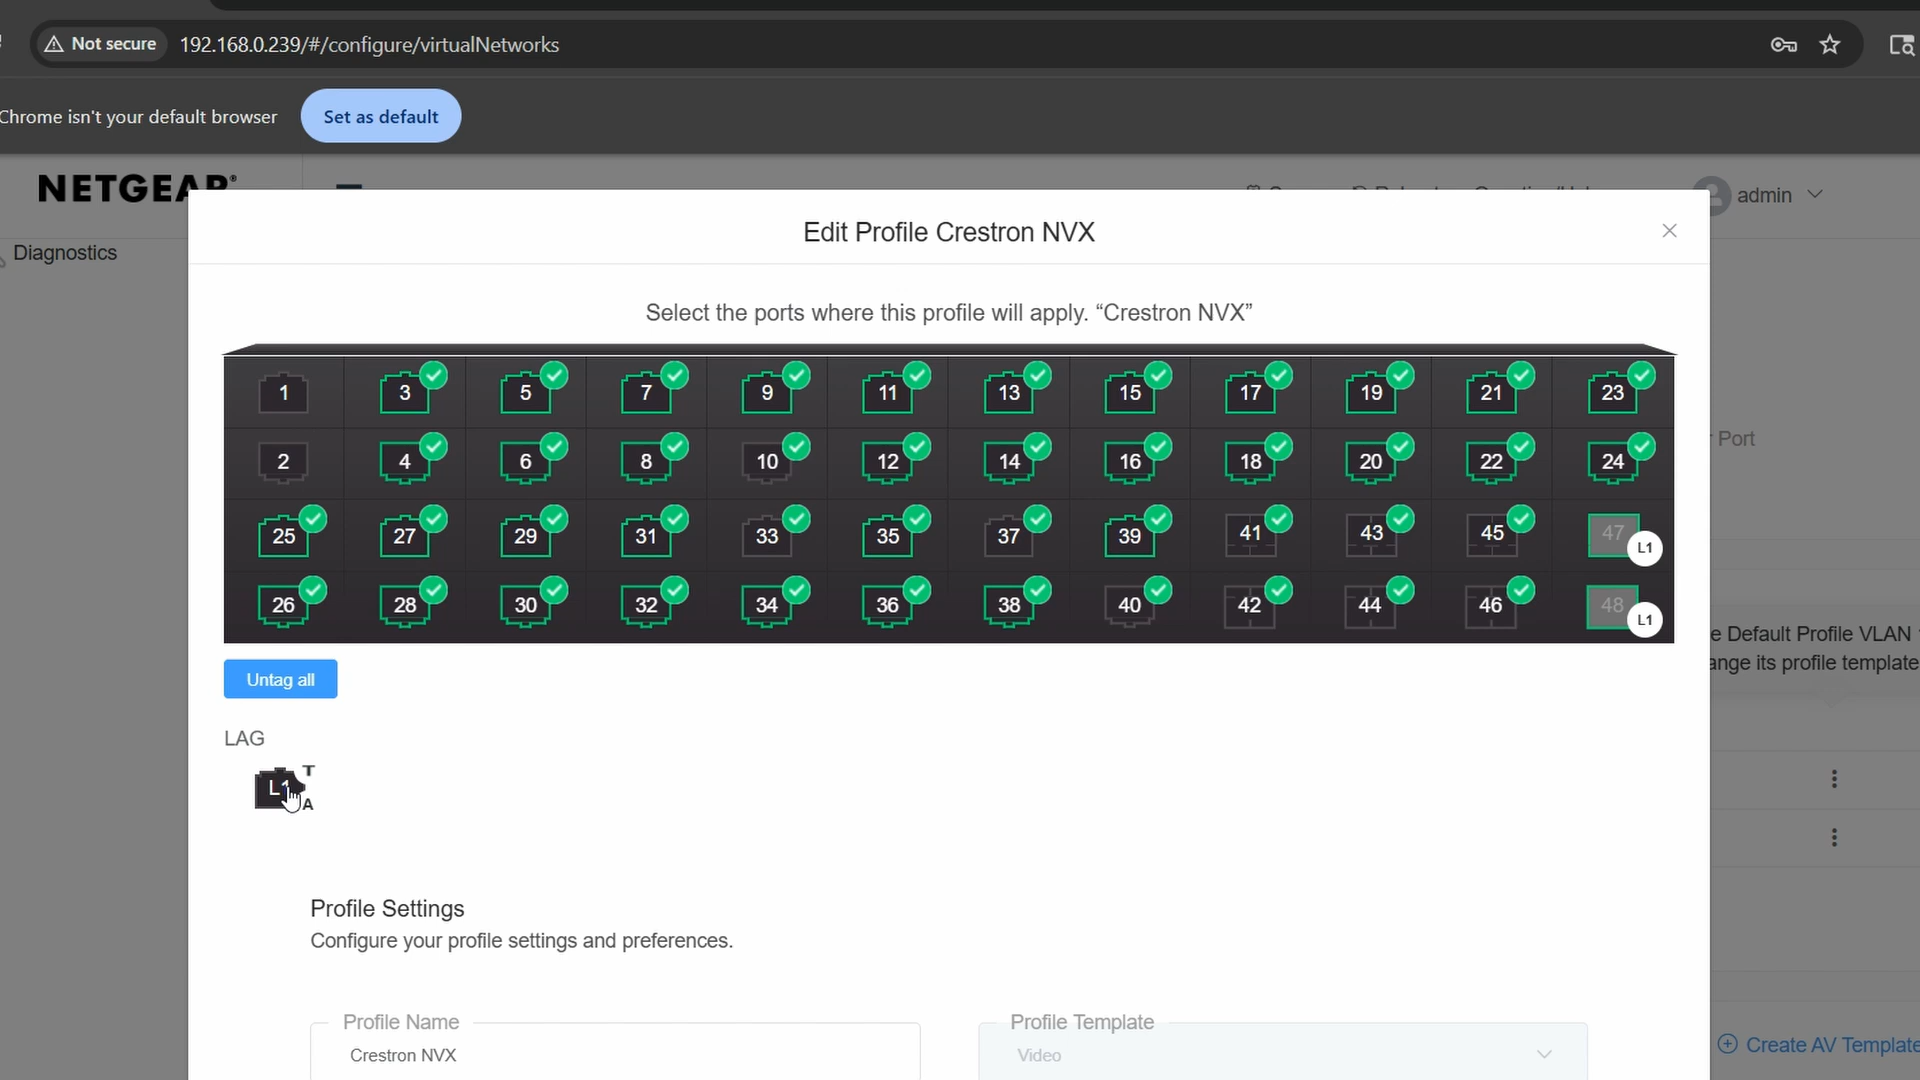 Not secure
192.168.0.239/#/configure/virtualNetworks
Chrome isn't your default browser
Set as default
NETGEAR
admin
Diagnostics
Edit Profile Crestron NVX
Select the ports where this profile will apply. “Crestron NVX”
1 3 5 7 9 11 13 15 17 19 21 23
2 4 6 8 10 12 14 16 18 20 22 24
25 27 29 31 33 35 37 39 41 43 45 47 L1
26 28 30 32 34 36 38 40 42 44 46 48 L1
Port
e Default Profile VLAN
ange its profile template
Untag all
LAG
L1 T
A
Profile Settings
Configure your profile settings and preferences.
Profile Name
Crestron NVX
Profile Template
Video
Create AV Template